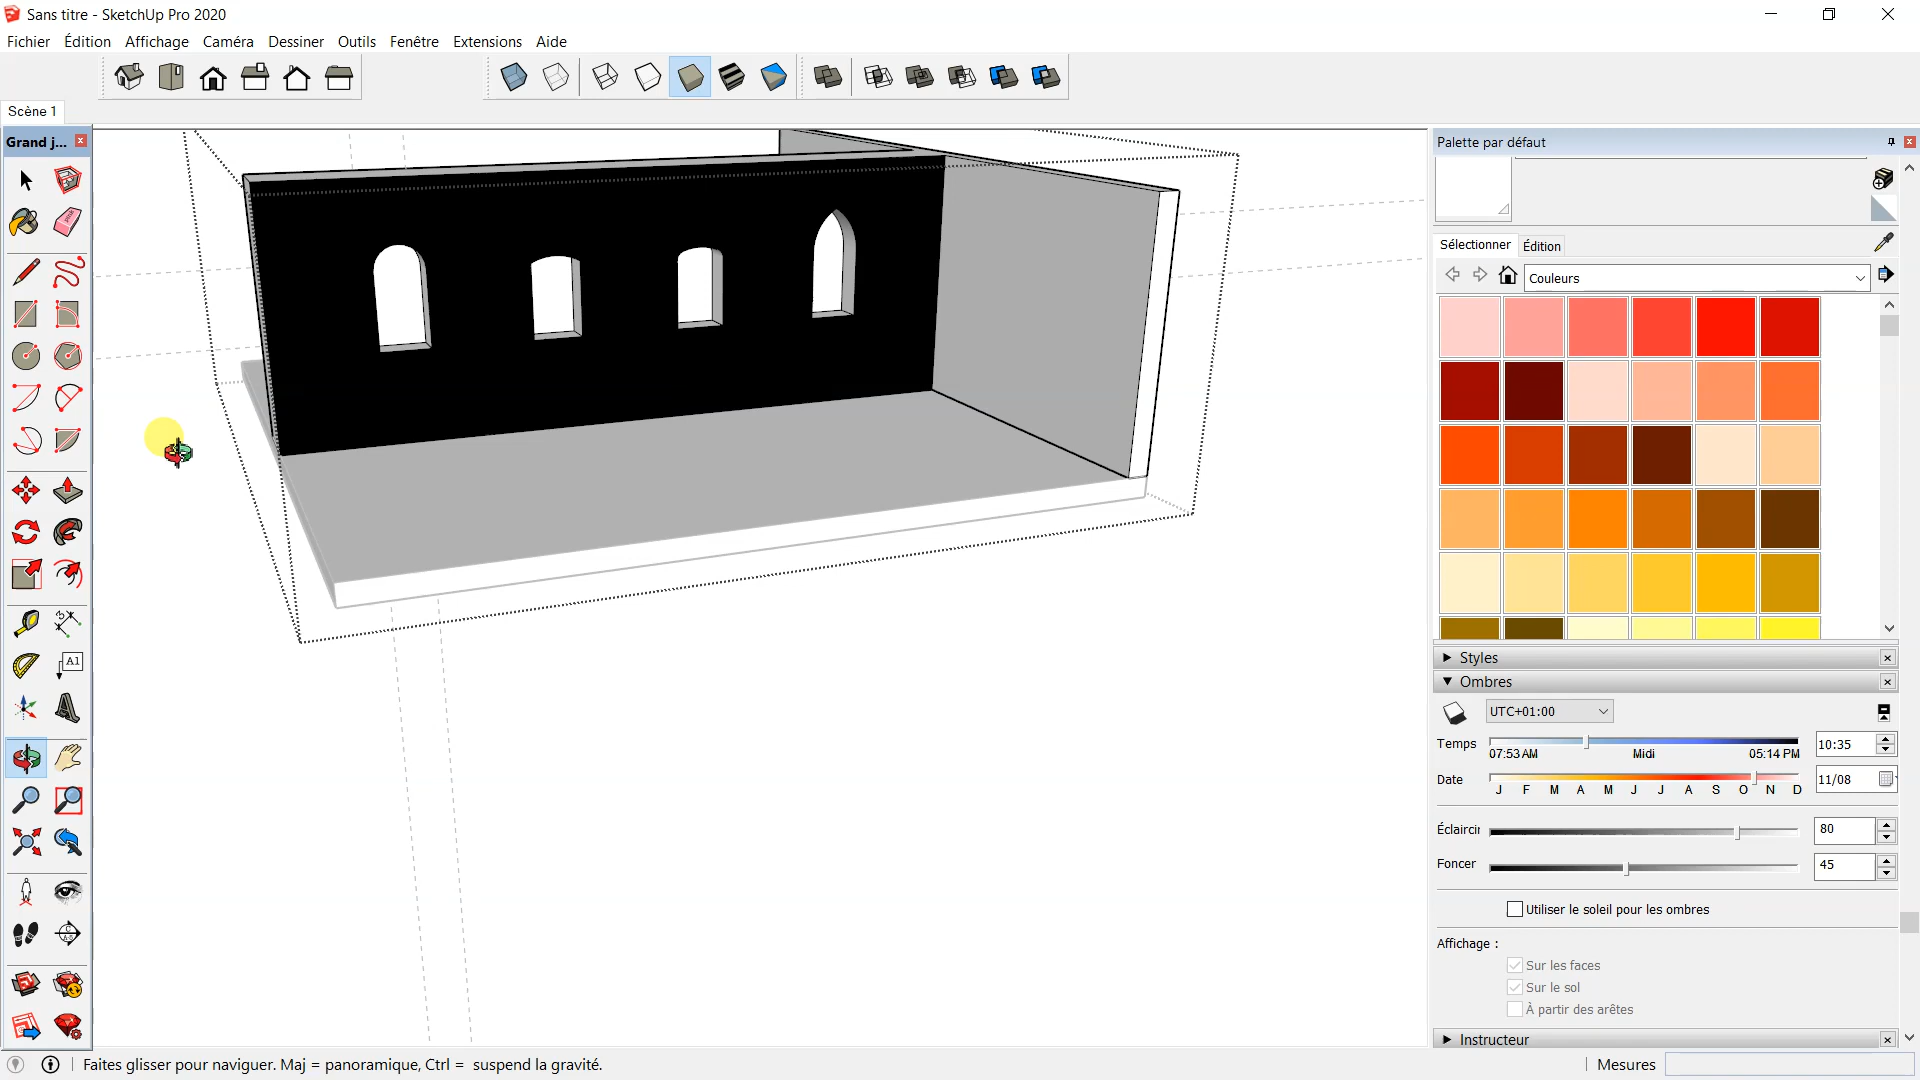 Sans titre - SketchUp Pro 2020
Fichier Édition Affichage Caméra Dessiner Outils Fenêtre Extensions Aide
Scène 1
Grand j...
A1
Palette par défaut
Sélectionner Édition
Couleurs
Styles
Ombres
UTC+01:00
Temps 07:53 AM Midi 05:14 PM 10:35
Date J F M A M J J A S O N D 11/08
Éclaircir 80
Foncer 45
Utiliser le soleil pour les ombres
Affichage :
Sur les faces
Sur le sol
À partir des arêtes
Instructeur
Faites glisser pour naviguer. Maj = panoramique, Ctrl = suspend la gravité.
Mesures